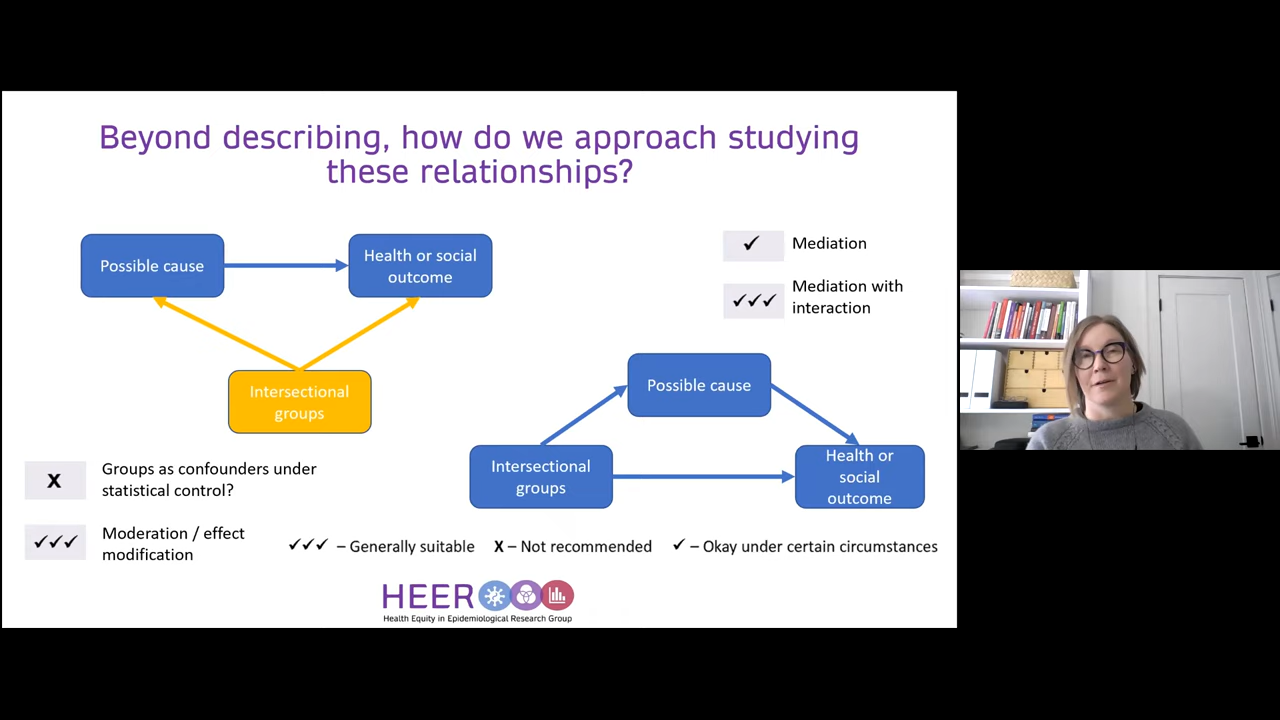 Beyond describing, how do we approach studying
these relationships?
Possible cause
Health or social
outcome
Intersectional
groups
X
Groups as confounders under
statistical control?
✓✓✓
Moderation / effect
modification
✓
Mediation
✓✓✓
Mediation with
interaction
Possible cause
Intersectional
groups
Health or
social
outcome
✓✓✓ – Generally suitable X – Not recommended ✓ – Okay under certain circumstances
HEER
Health Equity in Epidemiological Research Group